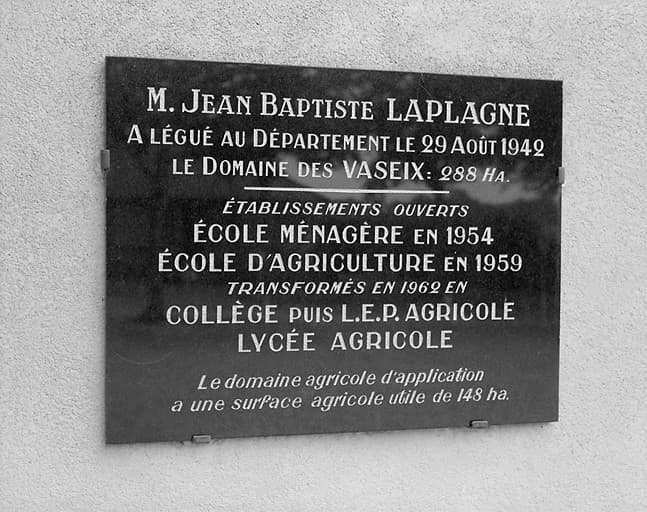 M. JEAN BAPTISTE LAPLAGNE
A LÉGUÉ AU DÉPARTEMENT LE 29 AOÛT 1942
LE DOMAINE DES VASEIX: 288 HA.
ÉTABLISSEMENTS OUVERTS
ÉCOLE MÉNAGÈRE EN 1954
ÉCOLE D'AGRICULTURE EN 1959
TRANSFORMÉS EN 1962 EN
COLLÈGE PUIS L.E.P. AGRICOLE
LYCÉE AGRICOLE
Le domaine agricole d'application
a une surface agricole utile de 148 ha.